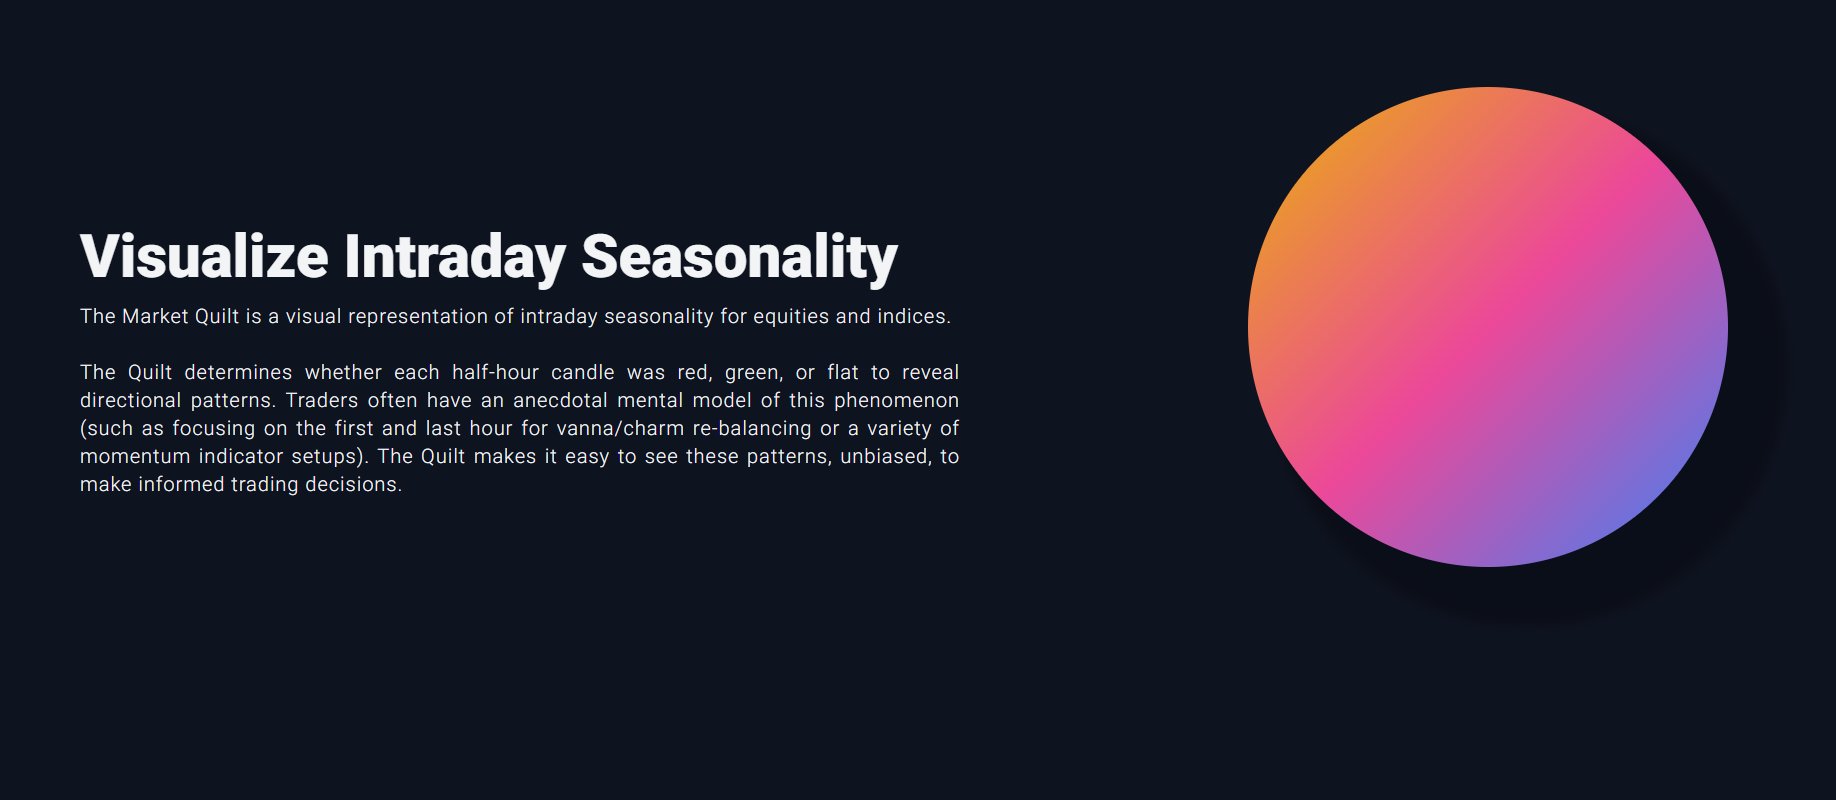 Visualize Intraday Seasonality
The Market Quilt is a visual representation of intraday seasonality for equities and indices.
The Quilt determines whether each half-hour candle was red, green, or flat to reveal
directional patterns. Traders often have an anecdotal mental model of this phenomenon
(such as focusing on the first and last hour for vanna/charm re-balancing or a variety of
momentum indicator setups). The Quilt makes it easy to see these patterns, unbiased, to
make informed trading decisions.